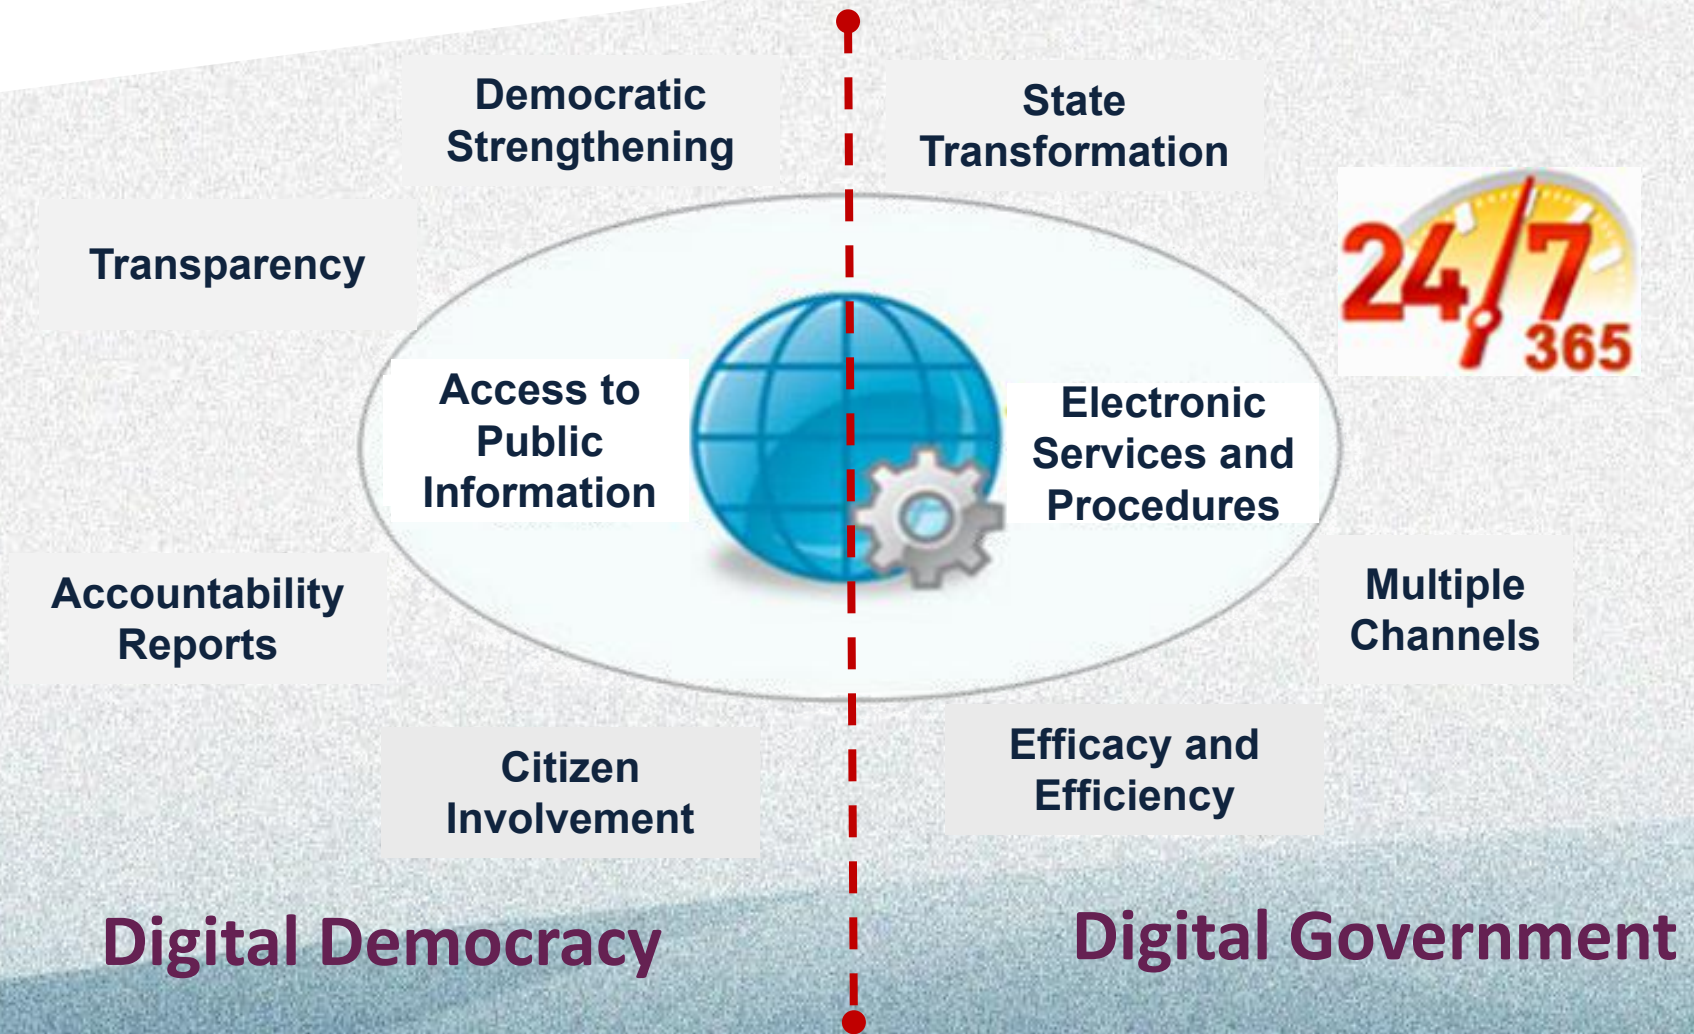 Democratic
Strengthening
State
Transformation
Transparency
24/7
365
Access to
Public
Information
Electronic
Services and
Procedures
Accountability
Reports
Multiple
Channels
Citizen
Involvement
Efficacy and
Efficiency
Digital Democracy
Digital Government